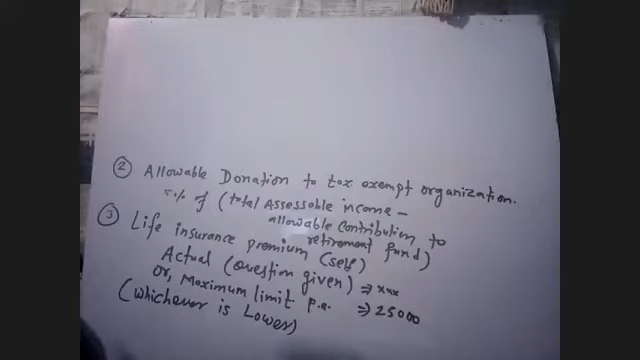 ② Allowable Donation to tax exempt organization.
5% of (total Assessable income -
allowable contribution to
retirement fund)
③ Life insurance premium (self)
Actual (question given) ⇒ xxx
or, Maximum limit p.a. ⇒ 25000
(whichever is Lower)